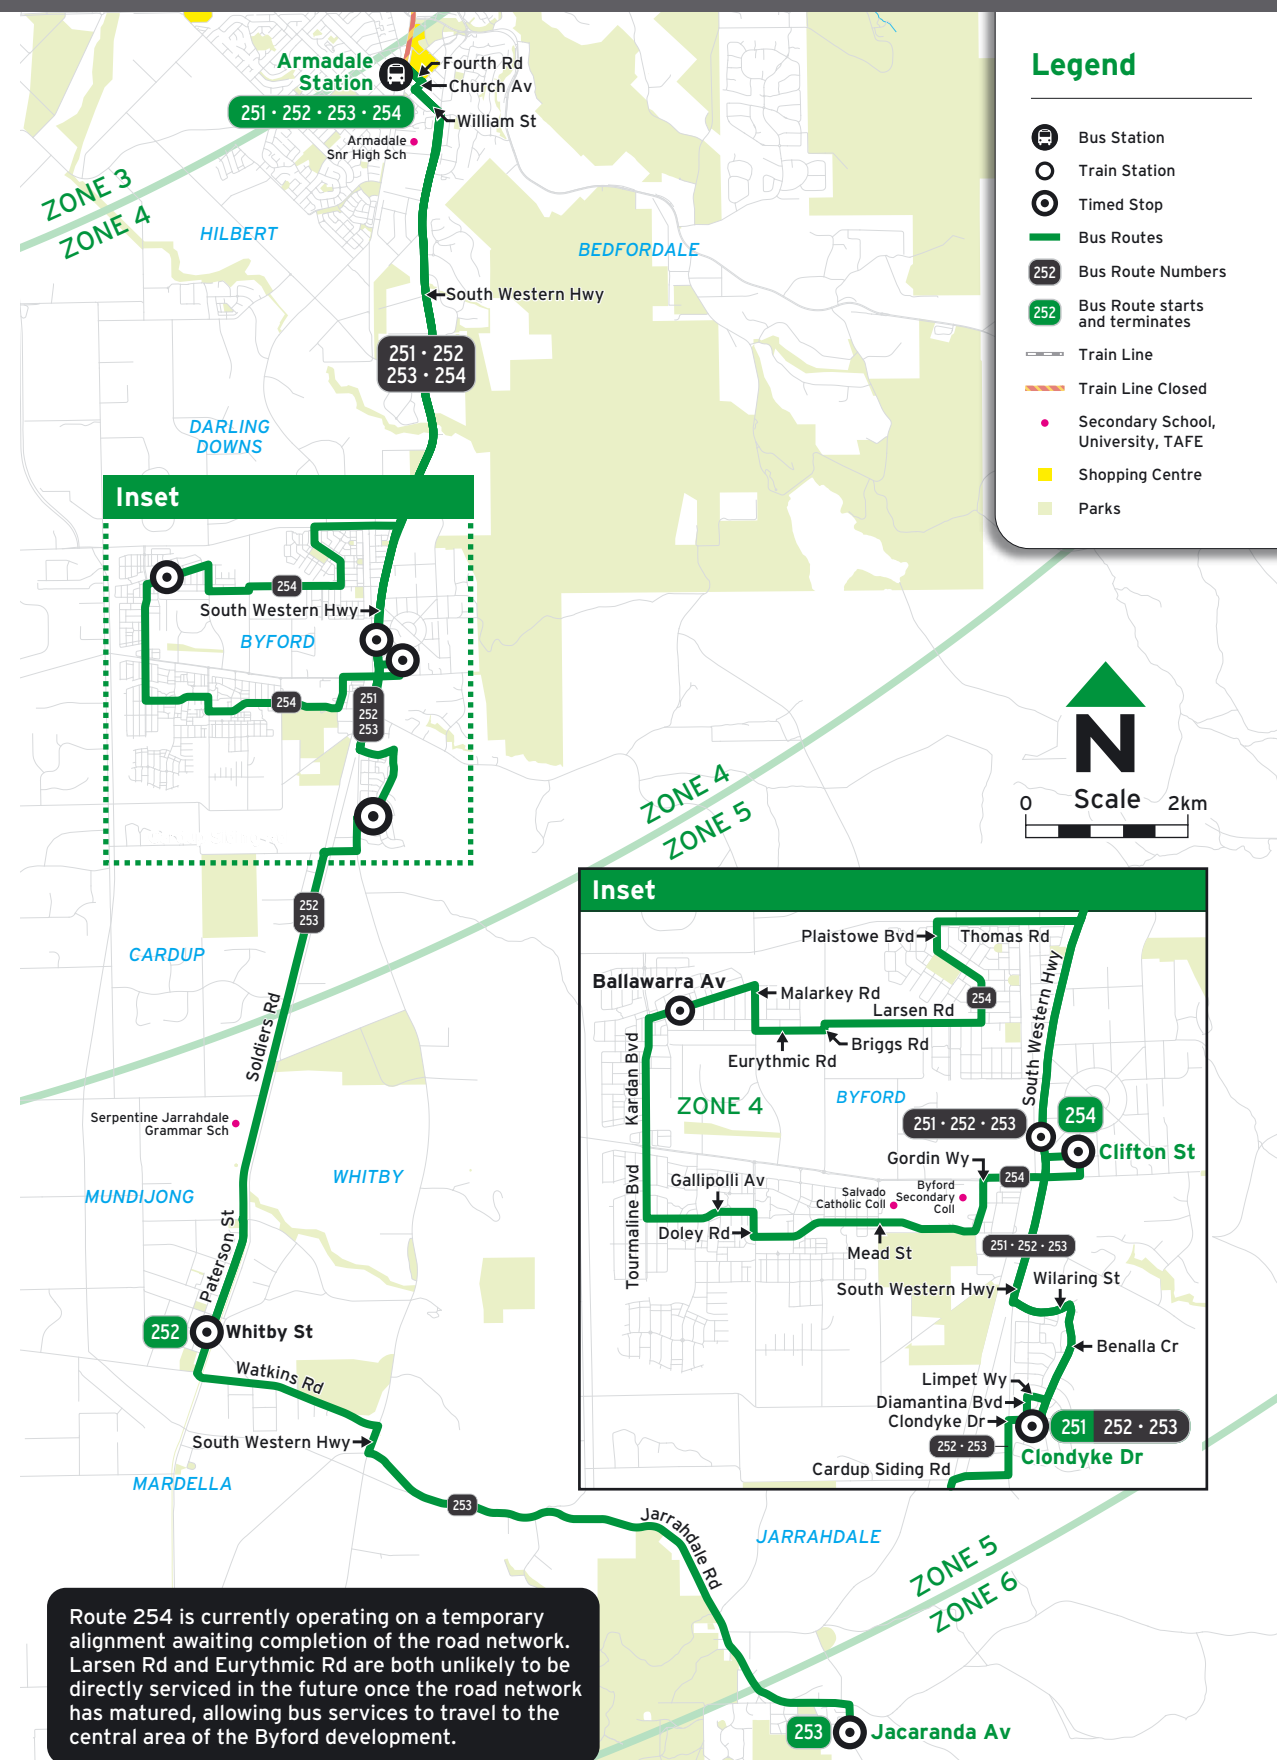 Armadale
Station
251 · 252 · 253 · 254
Fourth Rd
Church Av
William St
Armadale
Snr High Sch
ZONE 3
ZONE 4
HILBERT
BEDFORDALE
South Western Hwy
251 · 252
253 · 254
DARLING
DOWNS
Legend
Bus Station
Train Station
Timed Stop
Bus Routes
252
Bus Route Numbers
252
Bus Route starts
and terminates
Train Line
Train Line Closed
Secondary School,
University, TAFE
Shopping Centre
Parks
Inset
254
South Western Hwy
BYFORD
254
251
252
253
ZONE 4
ZONE 5
N
0 Scale 2km
252
253
CARDUP
Soldiers Rd
Serpentine Jarrahdale
Grammar Sch
WHITBY
MUNDIJONG
Paterson St
252
Whitby St
Watkins Rd
South Western Hwy
MARDELLA
253
Jarrahdale Rd
JARRAHDALE
ZONE 5
ZONE 6
253
Jacaranda Av
Inset
Plaistowe Bvd
Thomas Rd
South Western Hwy
Ballawarra Av
Malarkey Rd
254
Larsen Rd
Briggs Rd
Eurythmic Rd
Kardan Bvd
ZONE 4
BYFORD
251 · 252 · 253
254
Clifton St
Gordin Wy
254
Gallipolli Av
Salvado
Catholic Coll
Byford
Secondary
Coll
Tourmaline Bvd
Doley Rd
Mead St
251 · 252 · 253
South Western Hwy
Wilaring St
Benalla Cr
Limpet Wy
Diamantina Bvd
Clondyke Dr
251 252 · 253
252 · 253
Clondyke Dr
Cardup Siding Rd
Route 254 is currently operating on a temporary
alignment awaiting completion of the road network.
Larsen Rd and Eurythmic Rd are both unlikely to be
directly serviced in the future once the road network
has matured, allowing bus services to travel to the
central area of the Byford development.